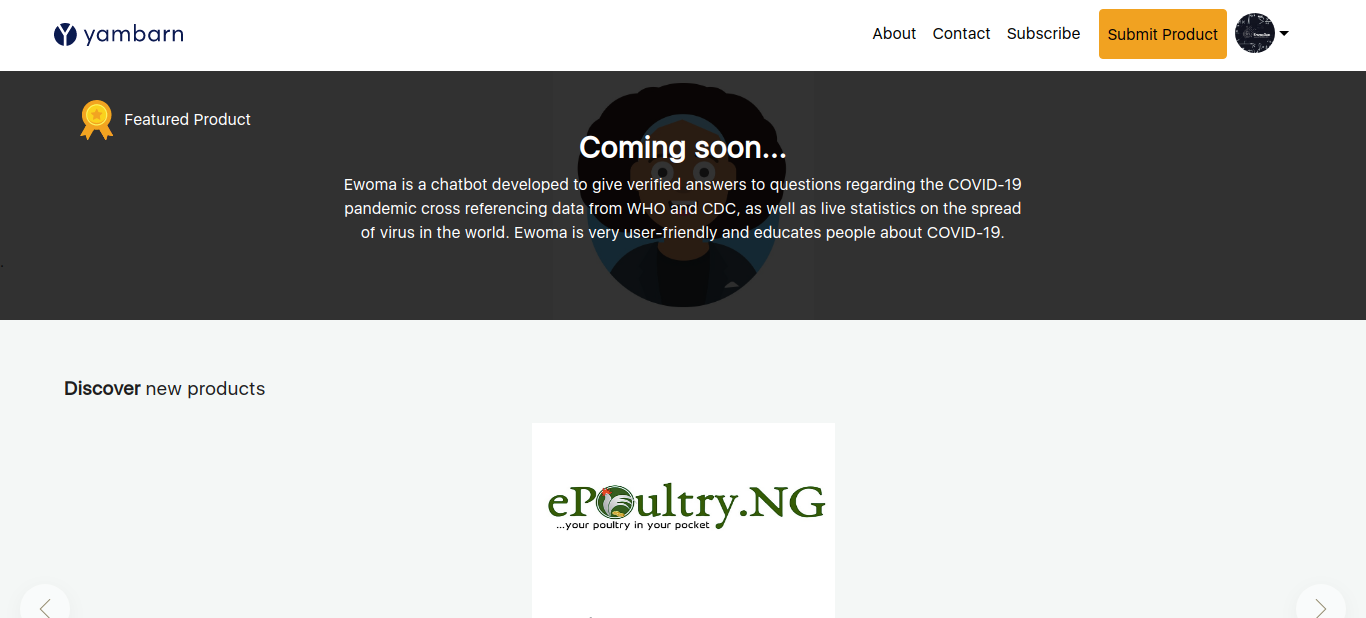 yambarn
About Contact Subscribe Submit Product
Featured Product
Coming soon...
Ewoma is a chatbot developed to give verified answers to questions regarding the COVID-19
pandemic cross referencing data from WHO and CDC, as well as live statistics on the spread
of virus in the world. Ewoma is very user-friendly and educates people about COVID-19.
Discover new products
ePoultry.NG
...your poultry in your pocket